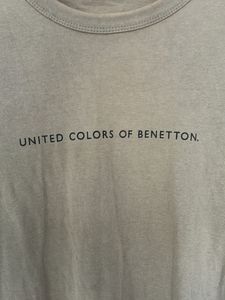 UNITED COLORS OF BENETTON.